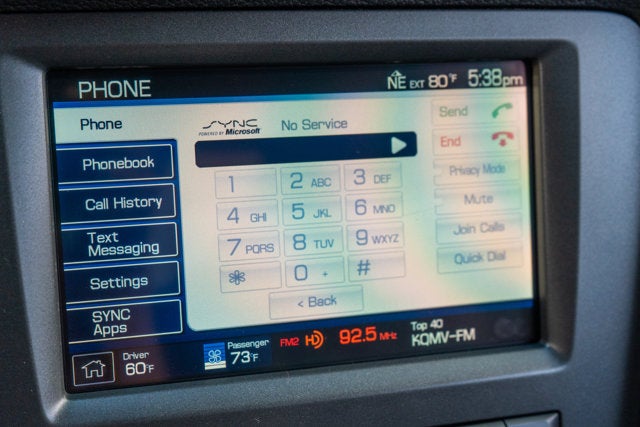 PHONE
NE EXT 80°F 5:38pm
Phone
SYNC
POWERED BY Microsoft
No Service
Send
End
Privacy Mode
Mute
Join Calls
Quick Dial
Phonebook
Call History
Text
Messaging
Settings
SYNC
Apps
1 2 ABC 3 DEF
4 GHI 5 JKL 6 MNO
7 PQRS 8 TUV 9 WXYZ
* 0 + #
< Back
Driver
60°F
Passenger
73°F
FM2 HD 92.5 MHz
Top 40
KQMV-FM